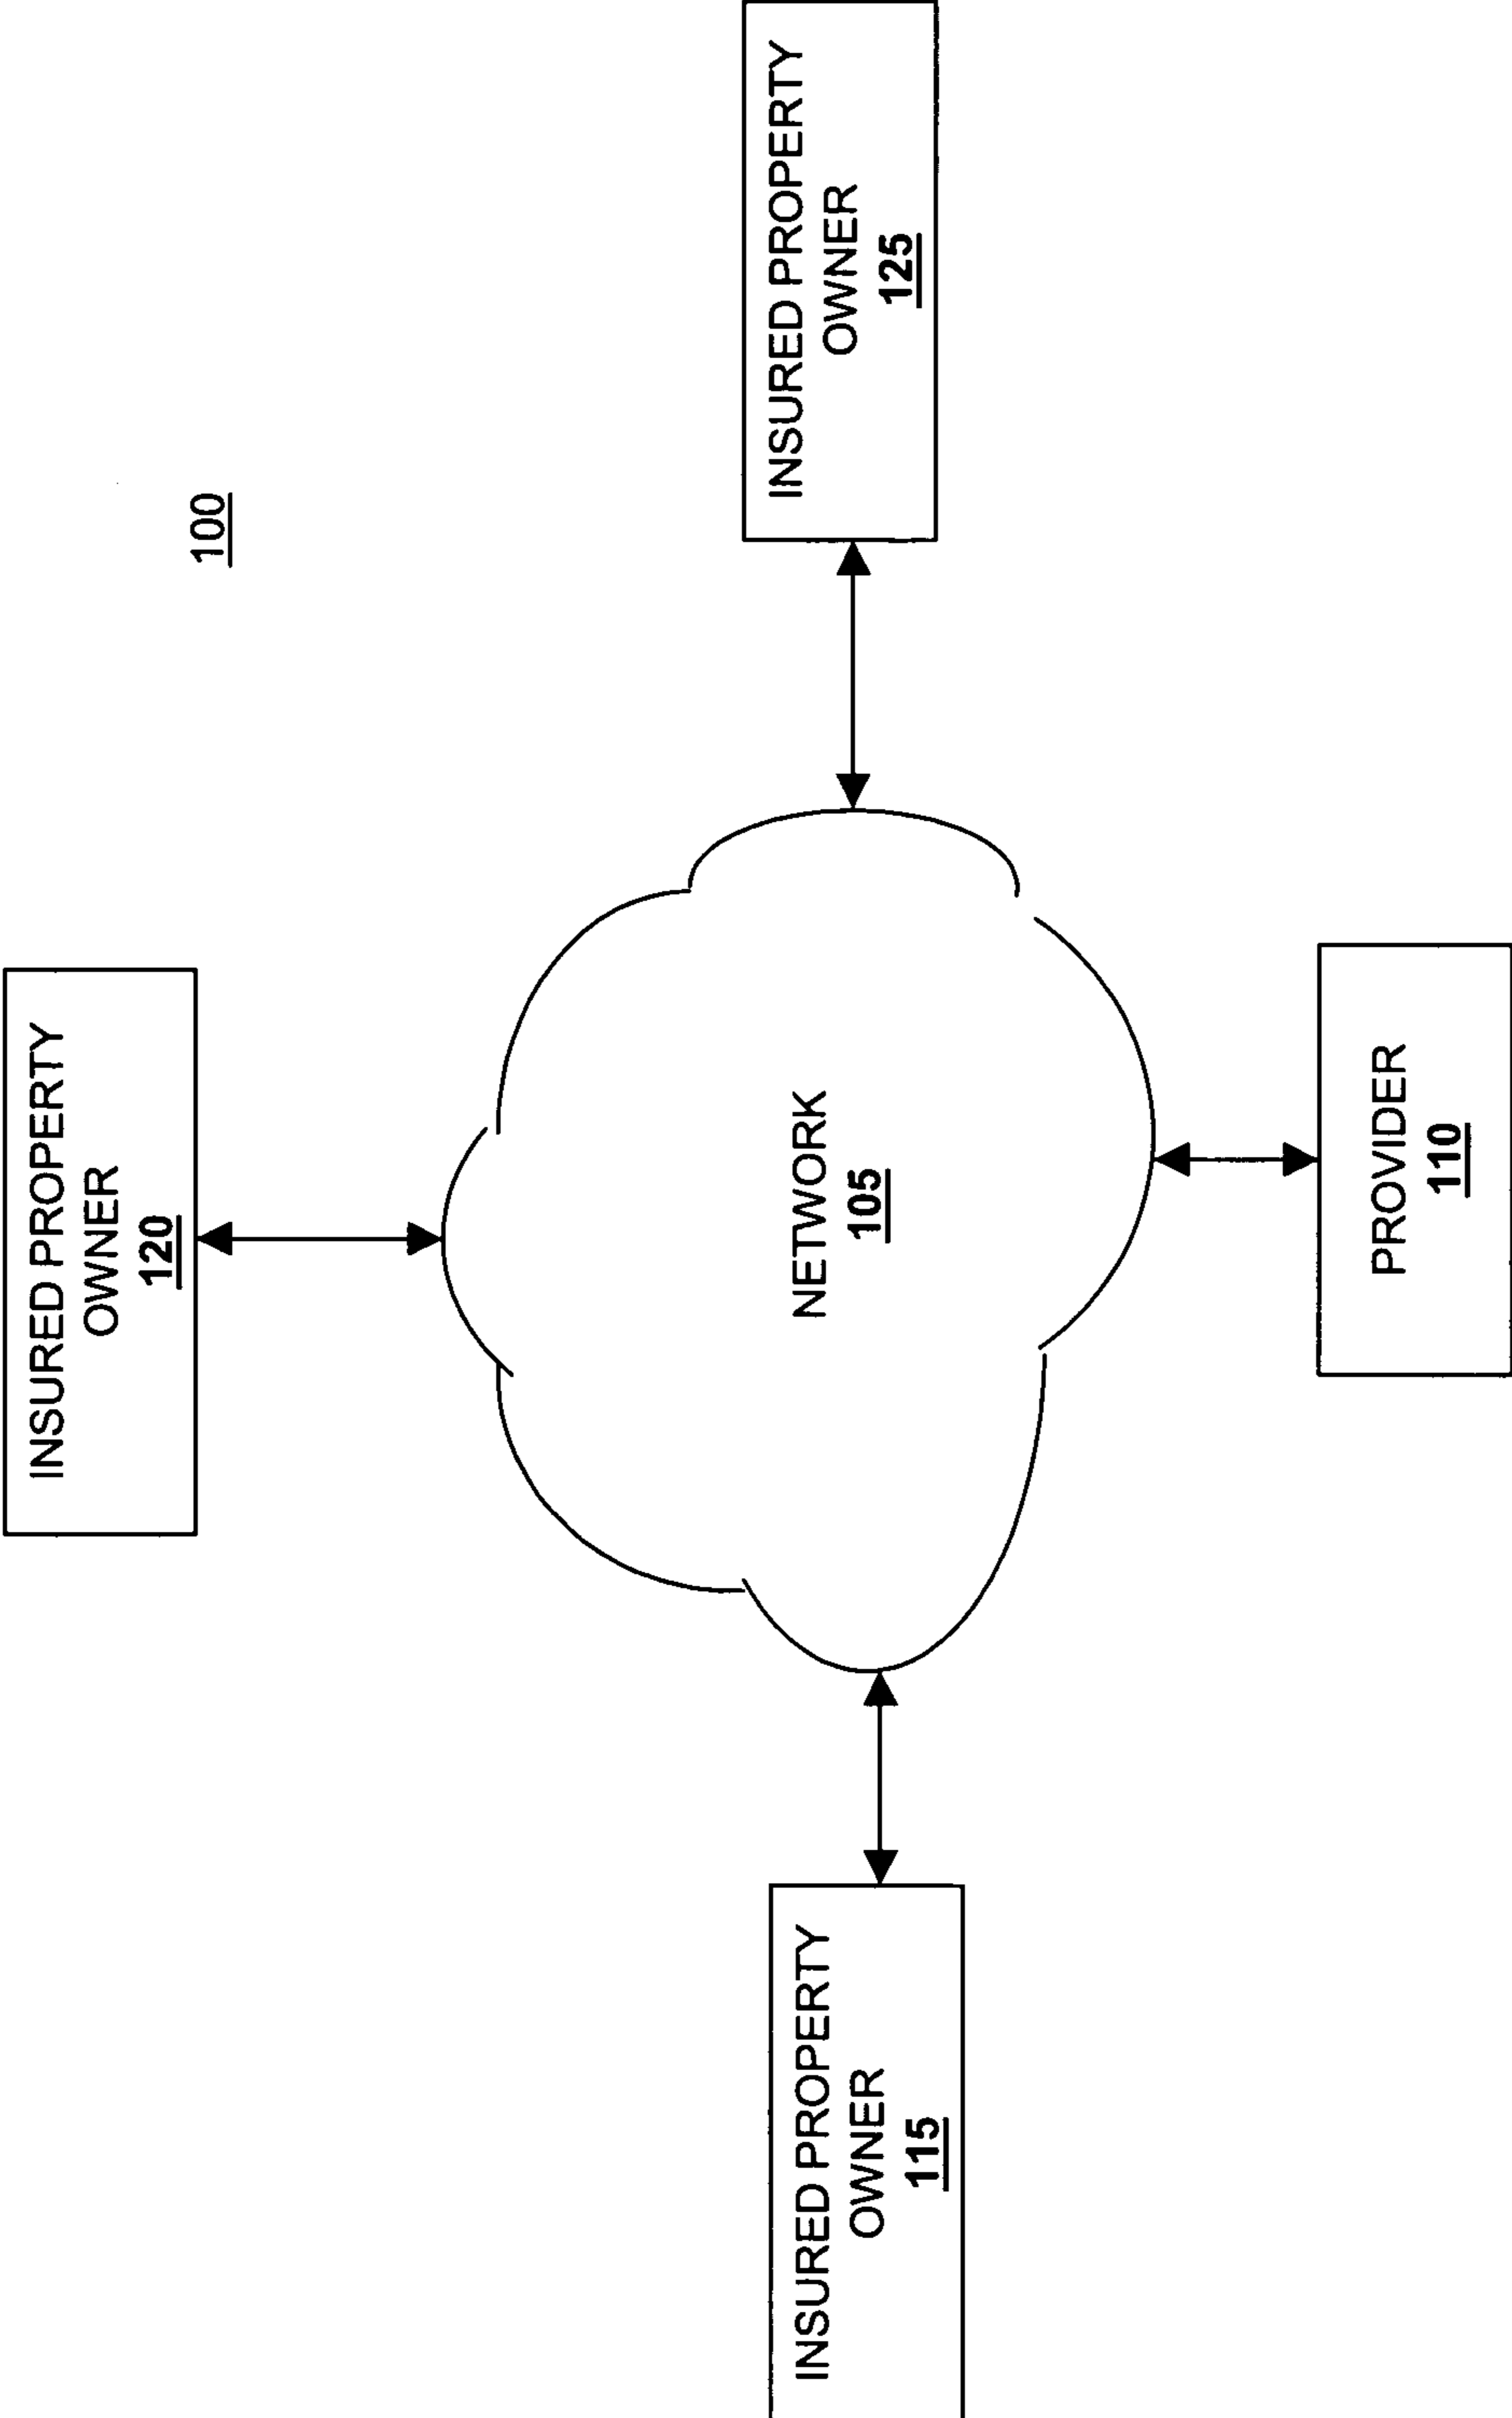 100
INSURED PROPERTY
OWNER
120
INSURED PROPERTY
OWNER
115
NETWORK
105
INSURED PROPERTY
OWNER
125
PROVIDER
110